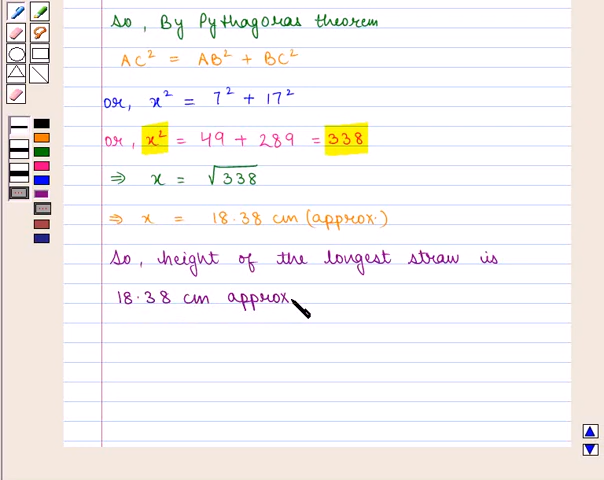 So, By Pythagoras theorem
AC² = AB² + BC²
or, x² = 7² + 17²
or, x² = 49 + 289 = 338
⇒ x = √338
⇒ x = 18.38 cm (approx.)
So, height of the longest straw is
18.38 cm approx